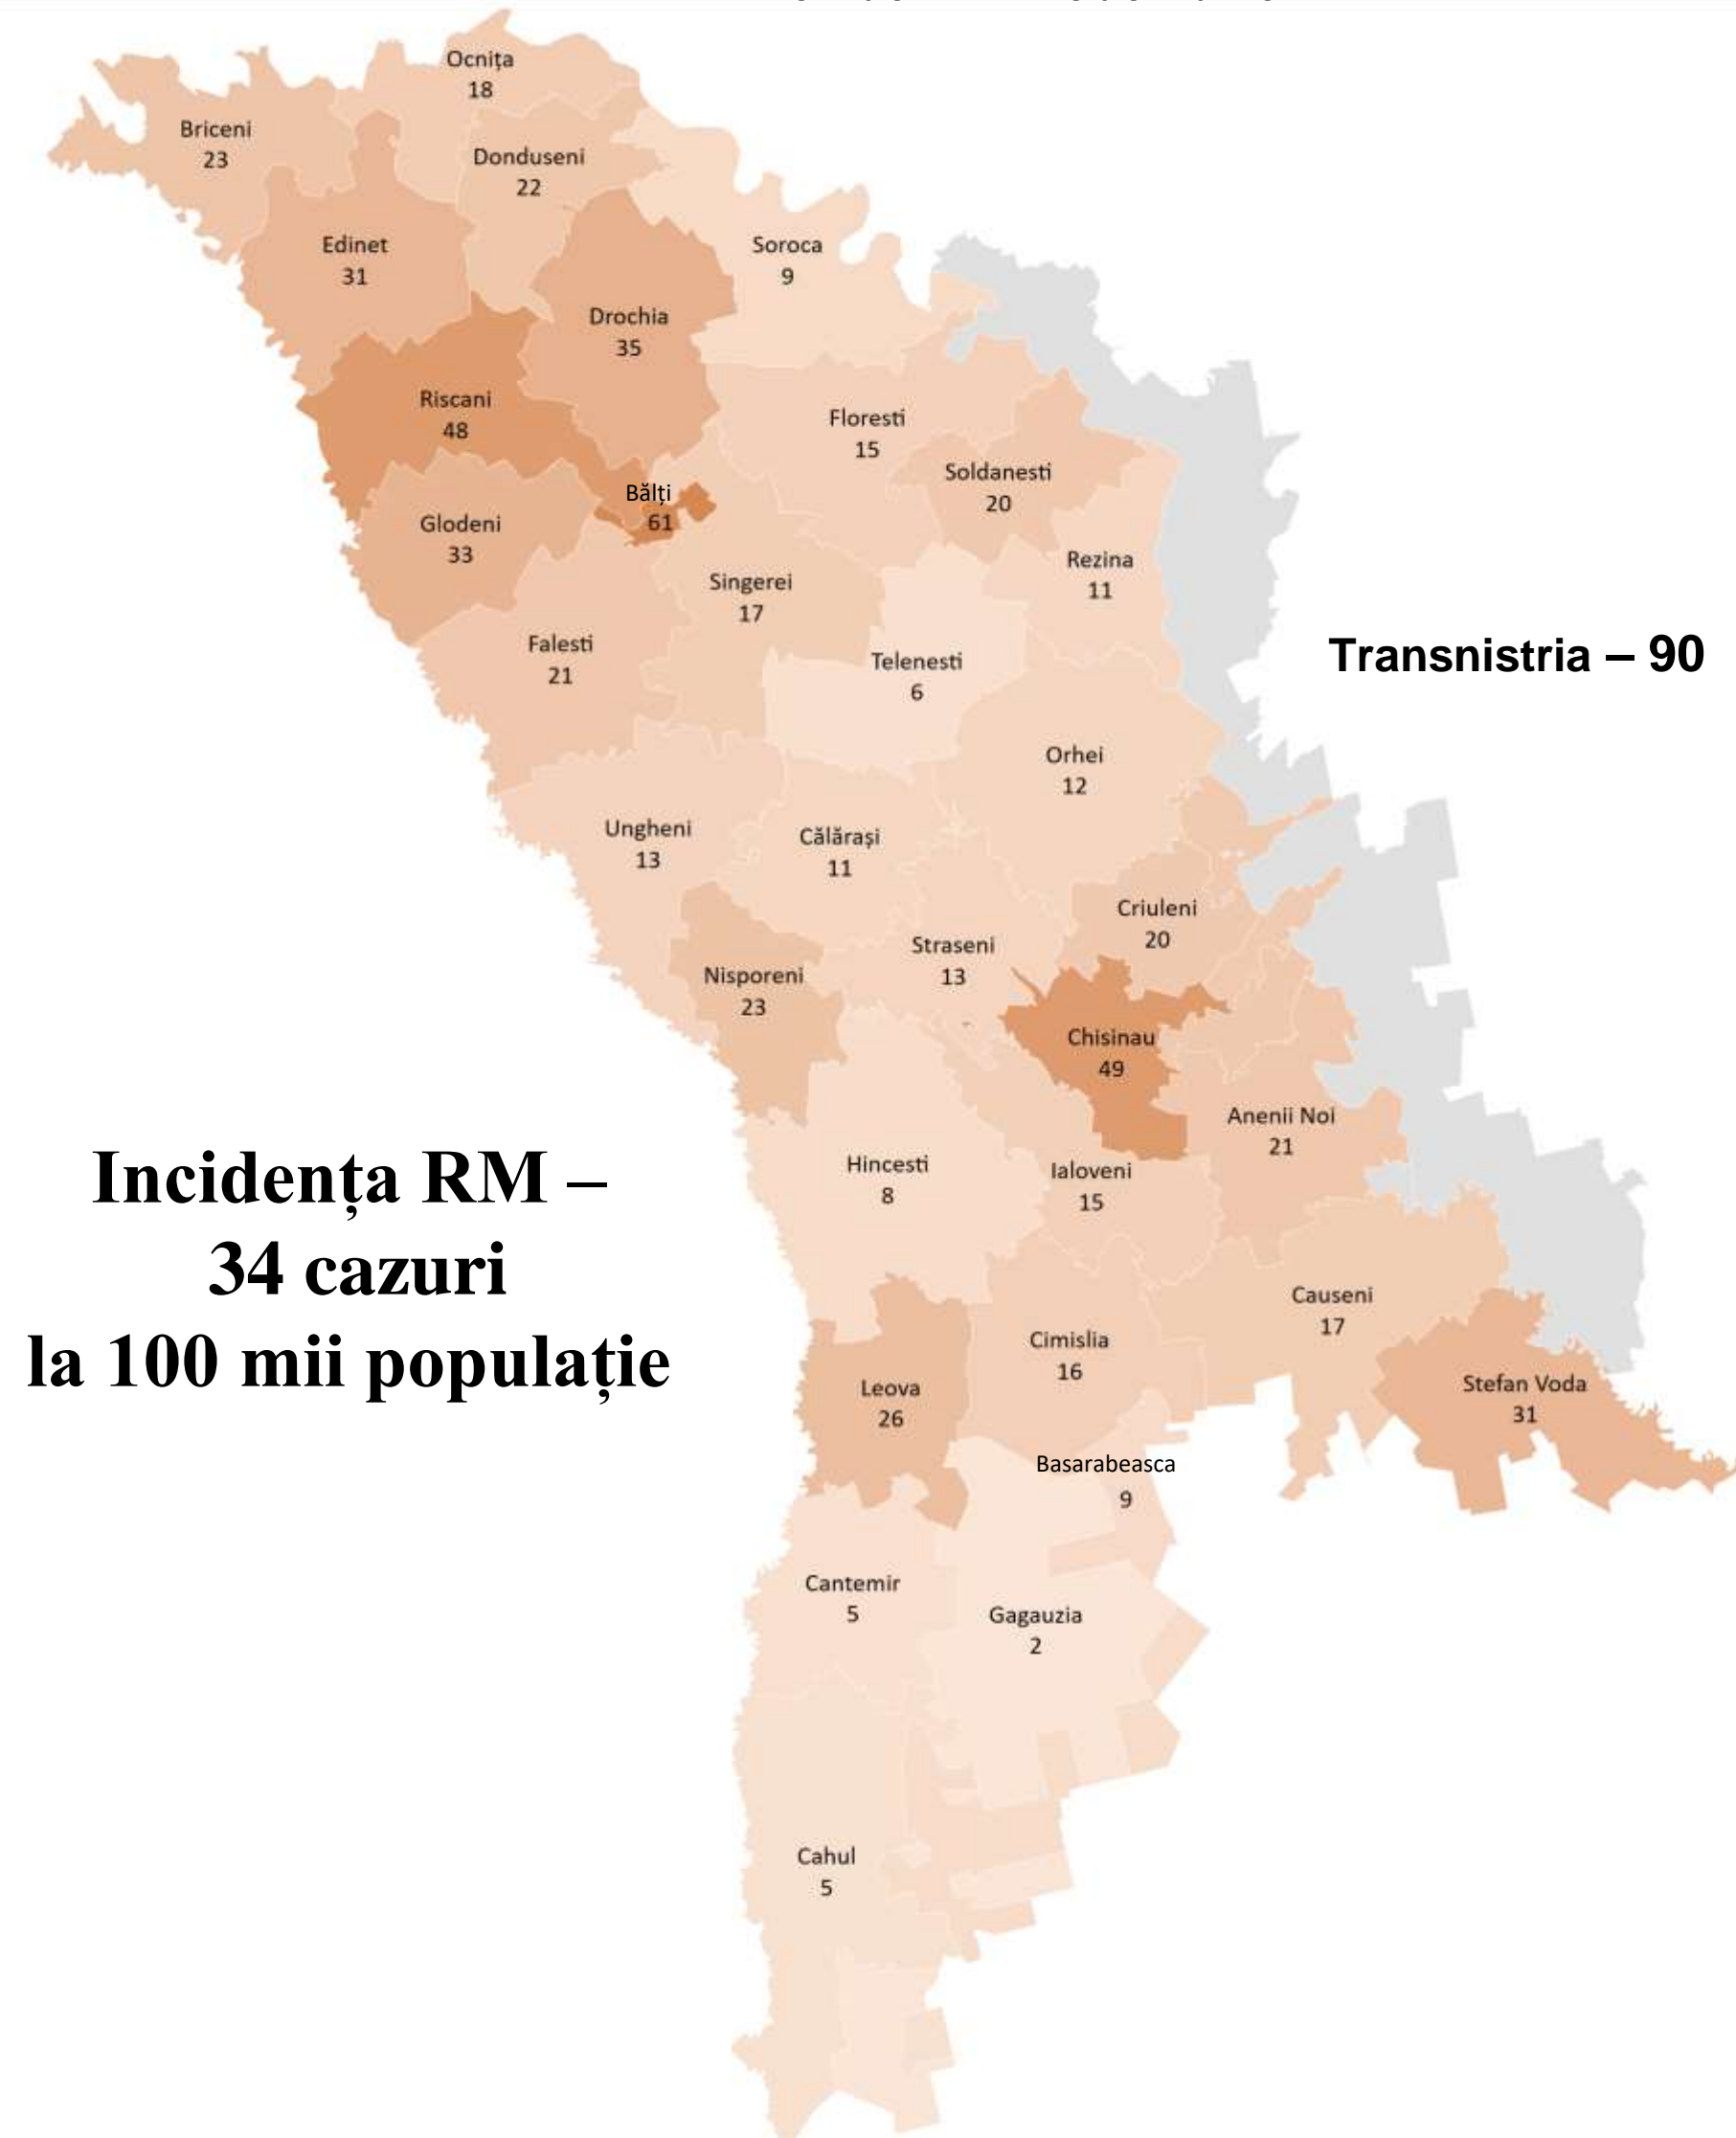 Ocnița
18
Briceni
23
Donduseni
22
Edinet
31
Soroca
9
Drochia
35
Riscani
48
Floresti
15
Soldanesti
20
Bălți
61
Glodeni
33
Rezina
11
Singerei
17
Falesti
21
Telenesti
6
Transnistria – 90
Orhei
12
Ungheni
13
Călărași
11
Criuleni
20
Straseni
13
Nisporeni
23
Chisinau
49
Anenii Noi
21
Hincesti
8
Ialoveni
15
Incidența RM –
34 cazuri
la 100 mii populație
Causeni
17
Cimislia
16
Leova
26
Stefan Voda
31
Basarabeasca
9
Cantemir
5
Gagauzia
2
Cahul
5